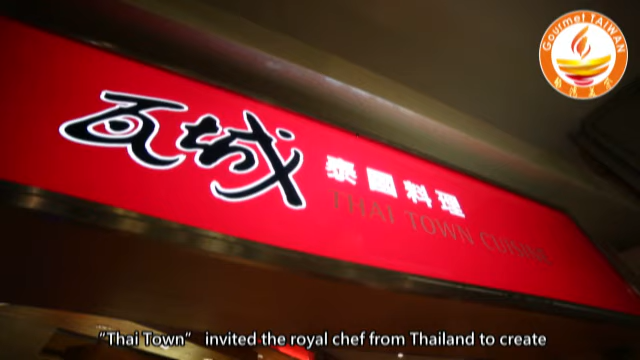 Gourmet TAIWAN
瓦城
泰國料理
THAI TOWN CUISINE
“Thai Town” invited the royal chef from Thailand to create